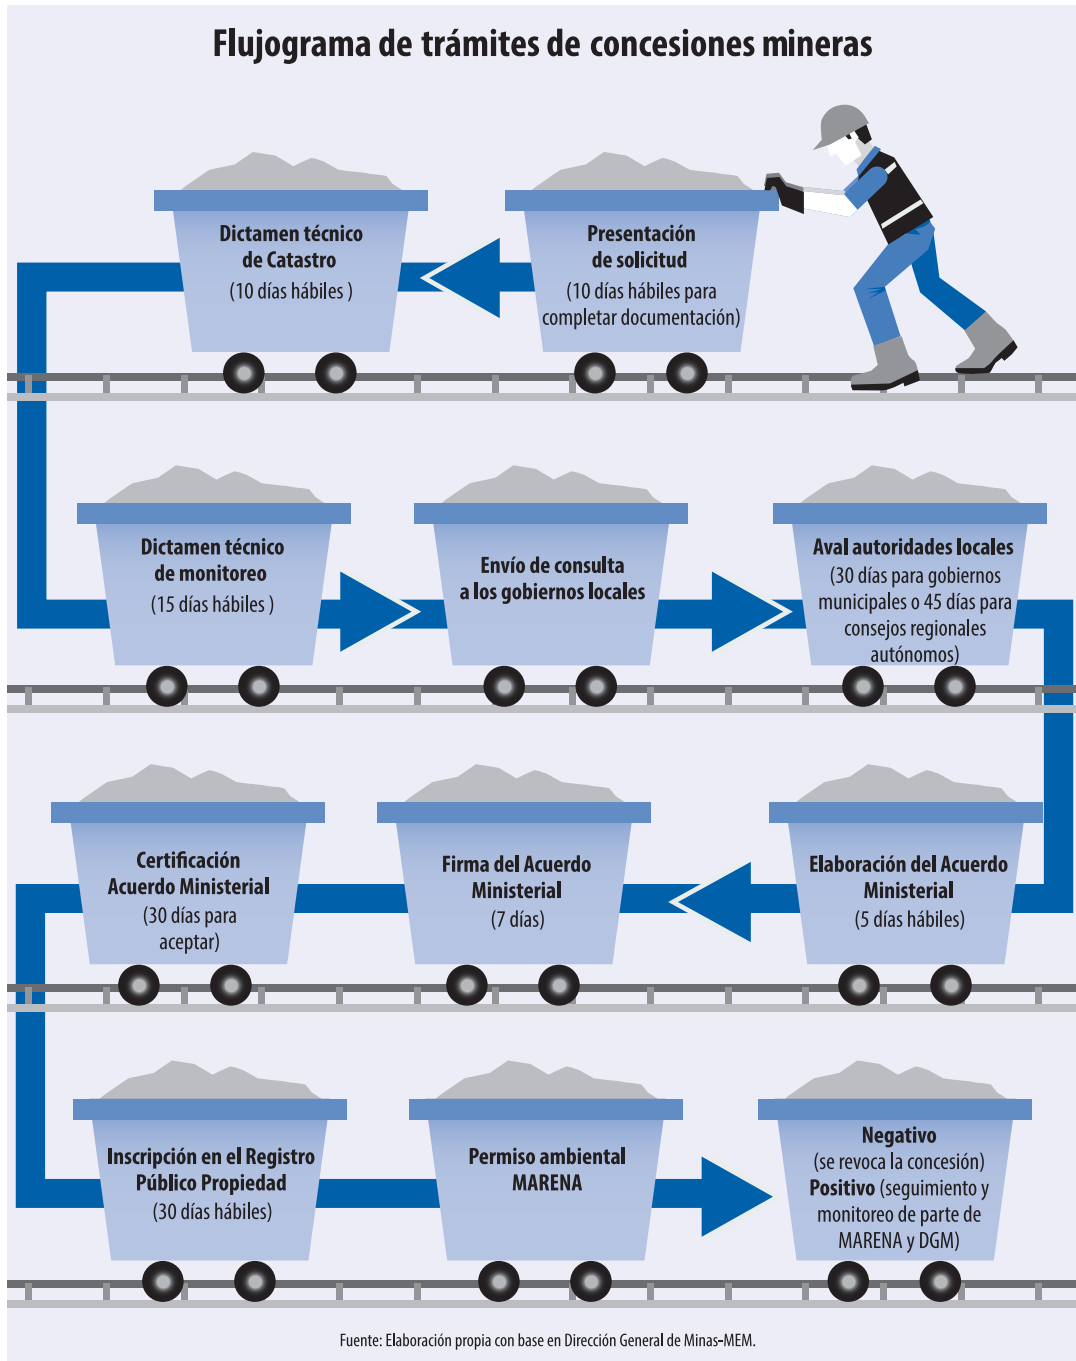 Flujograma de trámites de concesiones mineras
Presentación
de solicitud
(10 días hábiles para
completar documentación)
Dictamen técnico
de Catastro
(10 días hábiles )
Dictamen técnico
de monitoreo
(15 días hábiles )
Envío de consulta
a los gobiernos locales
Aval autoridades locales
(30 días para gobiernos
municipales o 45 días para
consejos regionales
autónomos)
Elaboración del Acuerdo
Ministerial
(5 días hábiles)
Firma del Acuerdo
Ministerial
(7 días)
Certificación
Acuerdo Ministerial
(30 días para
aceptar)
Inscripción en el Registro
Público Propiedad
(30 días hábiles)
Permiso ambiental
MARENA
Negativo
(se revoca la concesión)
Positivo (seguimiento y
monitoreo de parte de
MARENA y DGM)
Fuente: Elaboración propia con base en Dirección General de Minas-MEM.